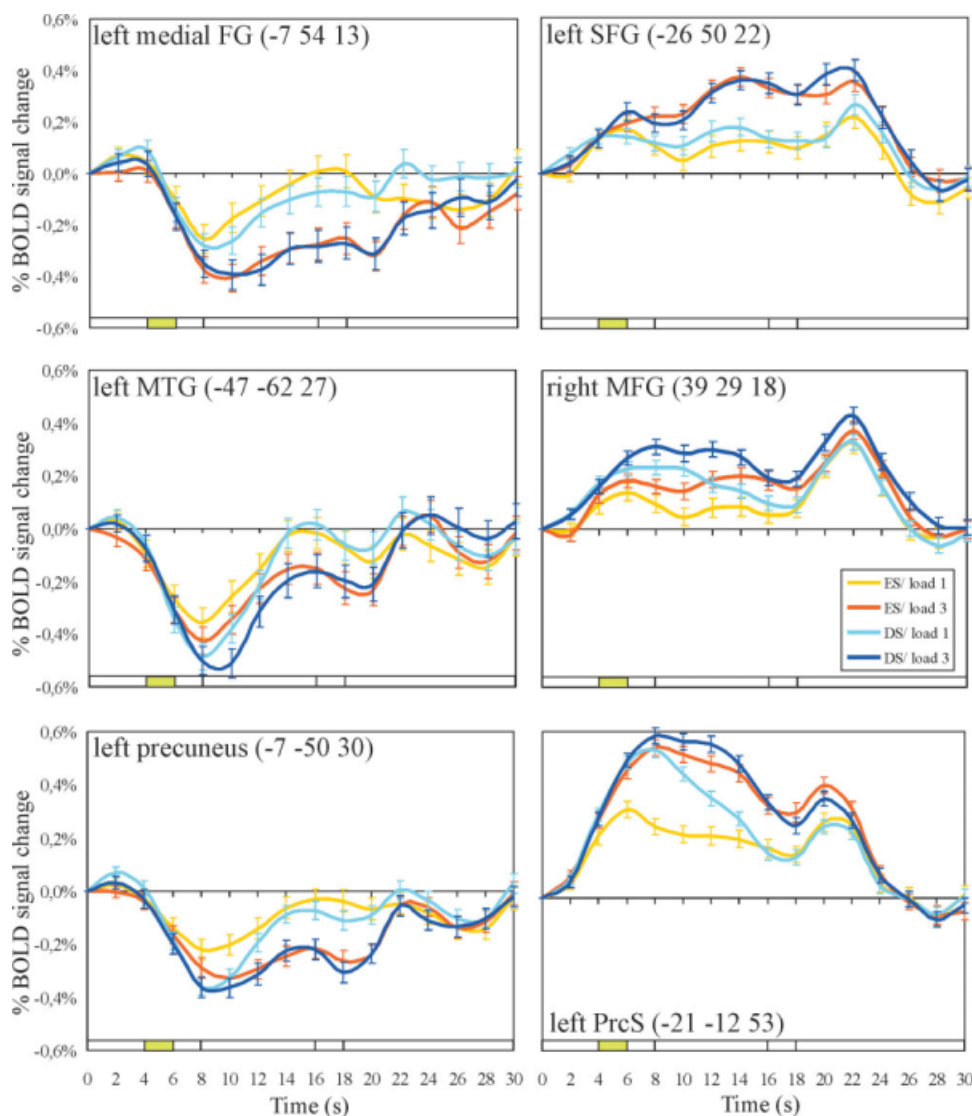 left medial FG (-7 54 13)
0,6%
0,4%
0,2%
0,0%
-0,2%
-0,4%
-0,6%
% BOLD signal change
left SFG (-26 50 22)
left MTG (-47 -62 27)
0,6%
0,4%
0,2%
0,0%
-0,2%
-0,4%
-0,6%
% BOLD signal change
right MFG (39 29 18)
ES/ load 1
ES/ load 3
DS/ load 1
DS/ load 3
left precuneus (-7 -50 30)
0,6%
0,4%
0,2%
0,0%
-0,2%
-0,4%
-0,6%
% BOLD signal change
0 2 4 6 8 10 12 14 16 18 20 22 24 26 28 30
Time (s)
left PrcS (-21 -12 53)
0 2 4 6 8 10 12 14 16 18 20 22 24 26 28 30
Time (s)